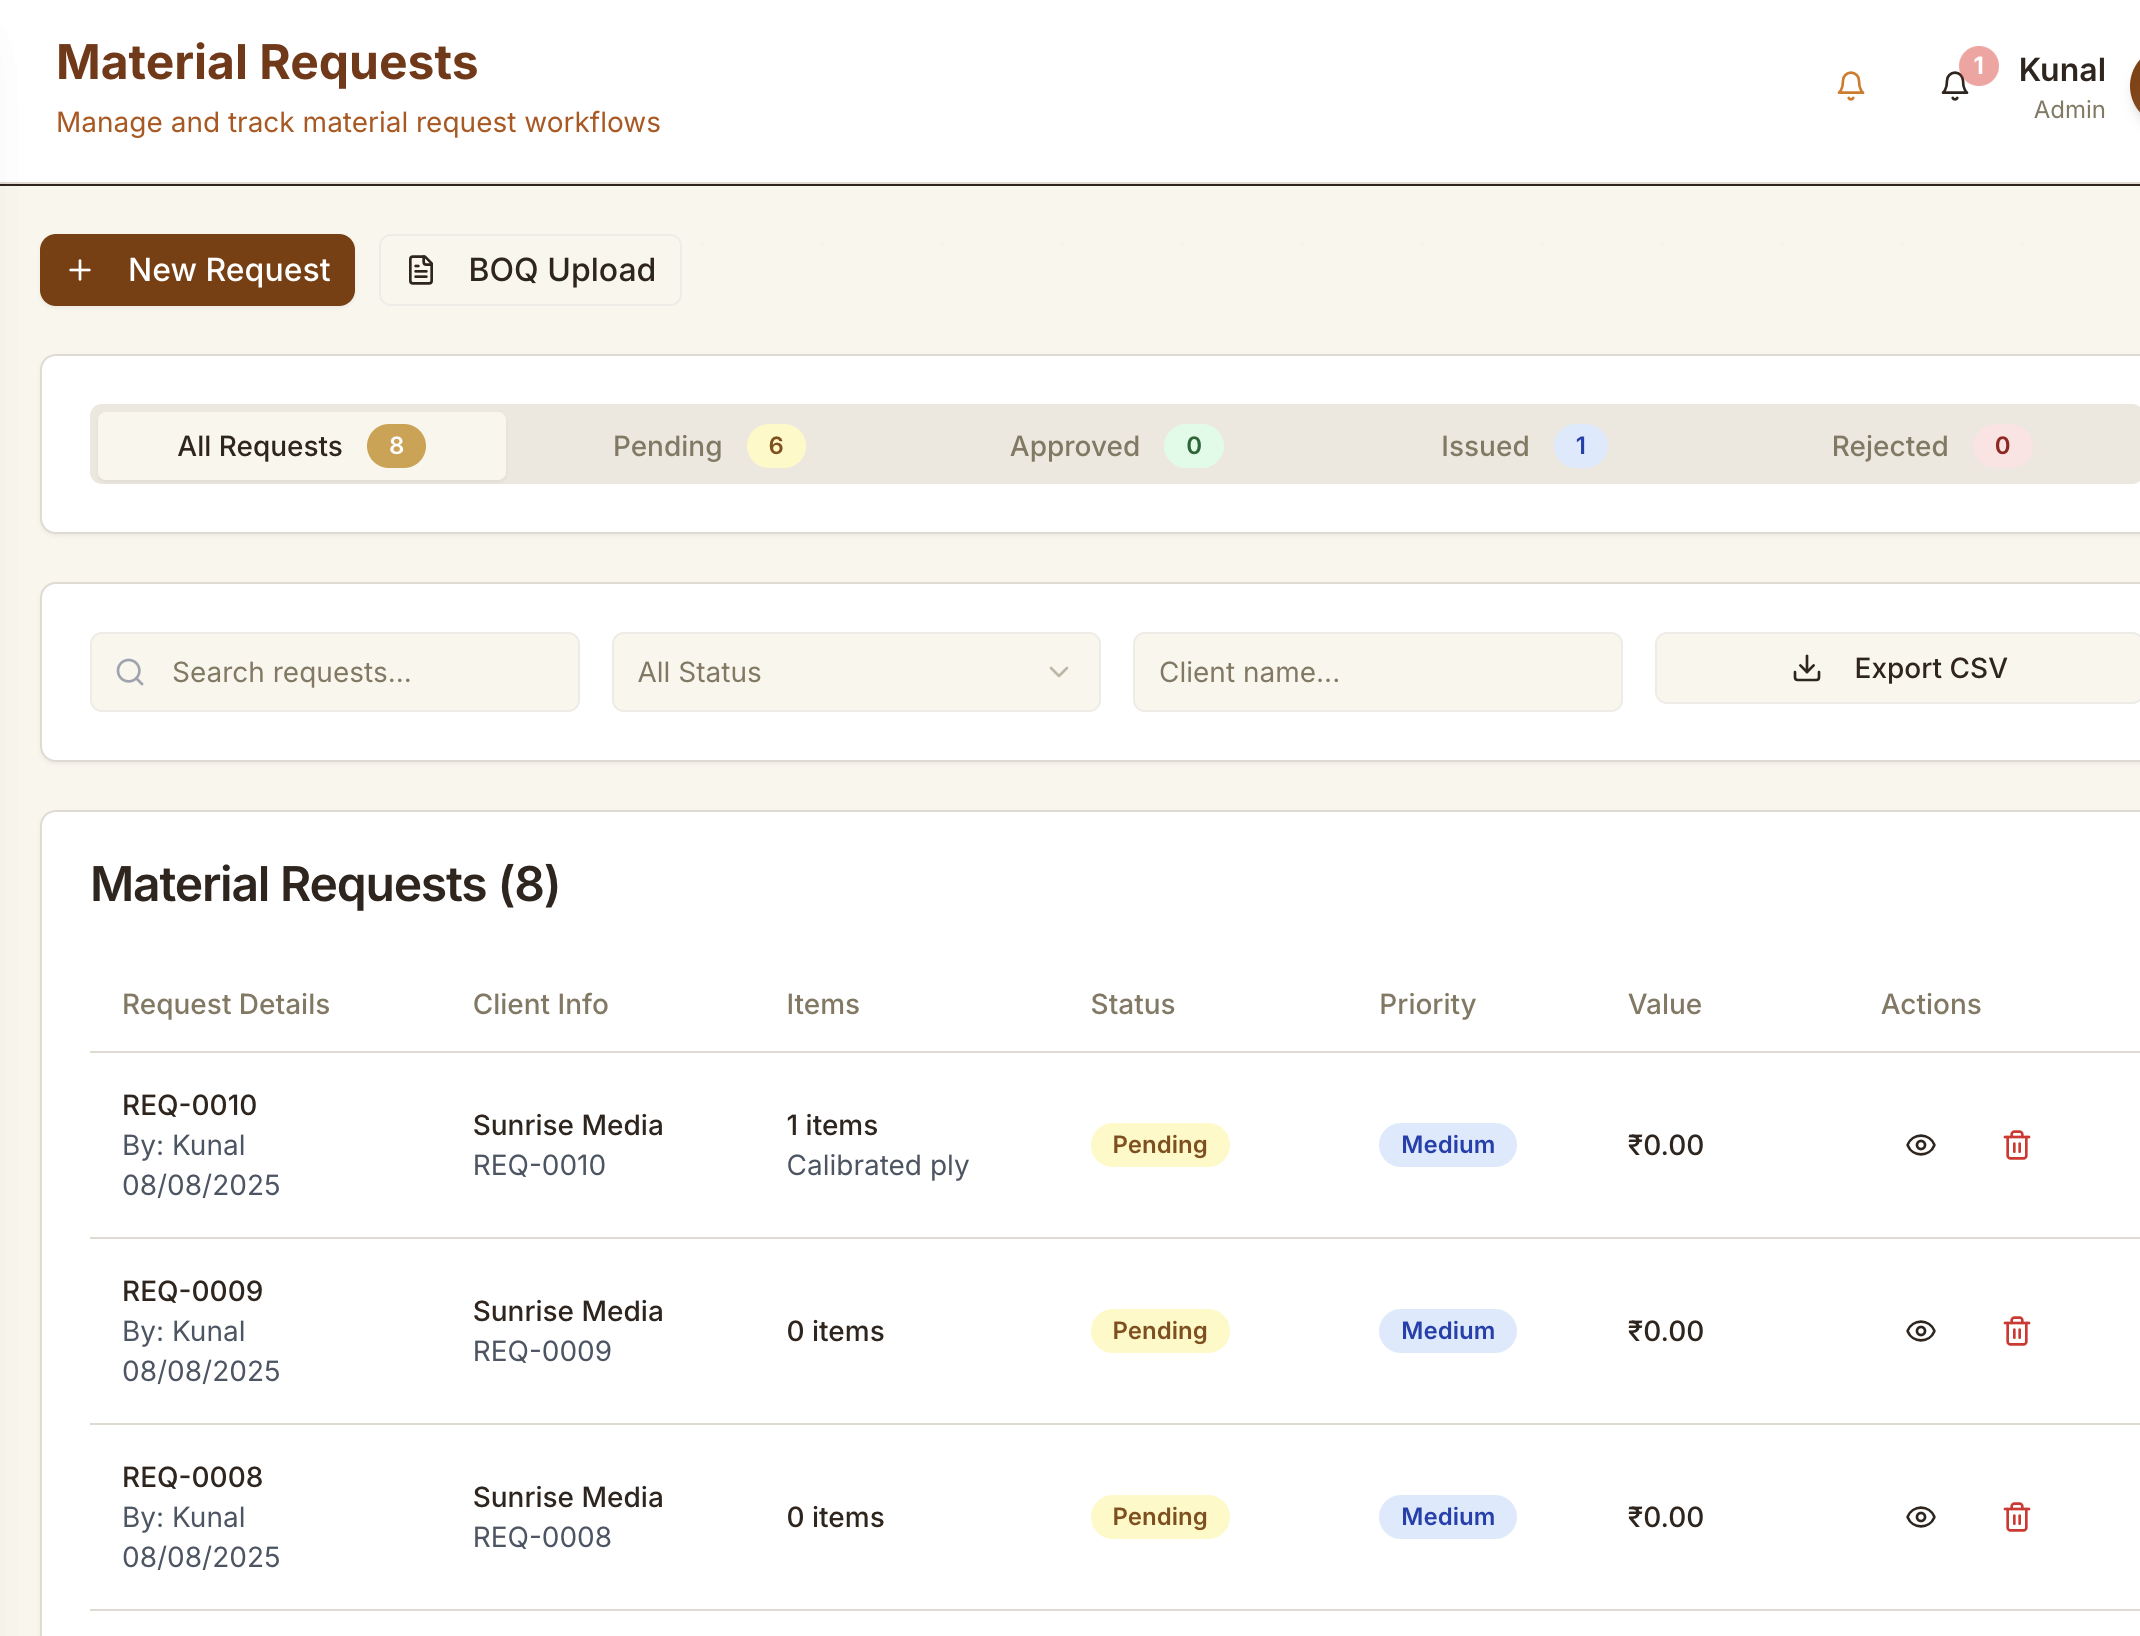 Material Requests
Manage and track material request workflows
1
Kunal
Admin
New Request
BOQ Upload
All Requests 8
Pending 6
Approved 0
Issued 1
Rejected 0
Search requests...
All Status
Client name...
Export CSV
Material Requests (8)
Request Details Client Info Items Status Priority Value Actions
REQ-0010
By: Kunal
08/08/2025
Sunrise Media
REQ-0010
1 items
Calibrated ply
Pending
Medium
₹0.00
REQ-0009
By: Kunal
08/08/2025
Sunrise Media
REQ-0009
0 items
Pending
Medium
₹0.00
REQ-0008
By: Kunal
08/08/2025
Sunrise Media
REQ-0008
0 items
Pending
Medium
₹0.00